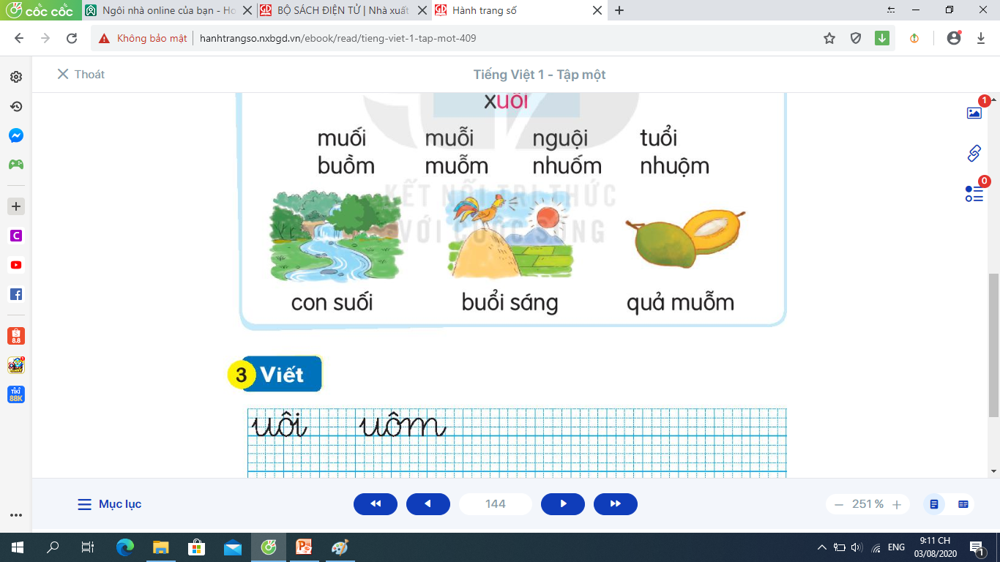 cốc cốc
Ngôi nhà online của bạn - Ho
BỘ SÁCH ĐIỆN TỬ | Nhà xuất
Hành trang số
Không bảo mật
hanhtrangso.nxbgd.vn/ebook/read/tieng-viet-1-tap-mot-409
Thoát
Tiếng Việt 1 - Tập một
1
0
xuôi
muối muỗi nguội tuổi
buồm muỗm nhuốm nhuộm
KẾT NỐI TRI THỨC
VỚI CUỘC SỐNG
con suối buổi sáng quả muỗm
3 Viết
uôi uôm
C
S
8.8
TIKI
88K
Mục lục
144
251 %
ENG
9:11 CH
03/08/2020
1